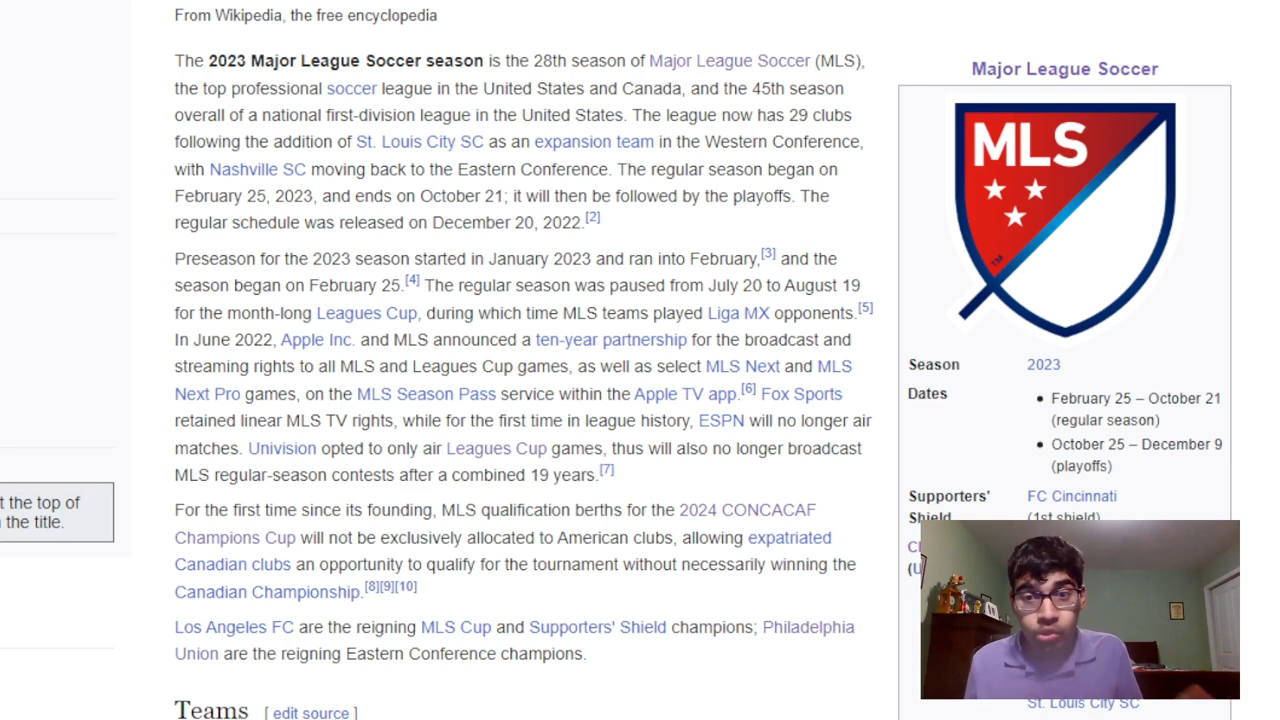 From Wikipedia, the free encyclopedia
The 2023 Major League Soccer season is the 28th season of Major League Soccer (MLS),
the top professional soccer league in the United States and Canada, and the 45th season
overall of a national first-division league in the United States. The league now has 29 clubs
following the addition of St. Louis City SC as an expansion team in the Western Conference,
with Nashville SC moving back to the Eastern Conference. The regular season began on
February 25, 2023, and ends on October 21; it will then be followed by the playoffs. The
regular schedule was released on December 20, 2022.[2]
Preseason for the 2023 season started in January 2023 and ran into February,[3] and the
season began on February 25.[4] The regular season was paused from July 20 to August 19
for the month-long Leagues Cup, during which time MLS teams played Liga MX opponents.[5]
In June 2022, Apple Inc. and MLS announced a ten-year partnership for the broadcast and
streaming rights to all MLS and Leagues Cup games, as well as select MLS Next and MLS
Next Pro games, on the MLS Season Pass service within the Apple TV app.[6] Fox Sports
retained linear MLS TV rights, while for the first time in league history, ESPN will no longer air
matches. Univision opted to only air Leagues Cup games, thus will also no longer broadcast
MLS regular-season contests after a combined 19 years.[7]
For the first time since its founding, MLS qualification berths for the 2024 CONCACAF
Champions Cup will not be exclusively allocated to American clubs, allowing expatriated
Canadian clubs an opportunity to qualify for the tournament without necessarily winning the
Canadian Championship.[8][9][10]
Los Angeles FC are the reigning MLS Cup and Supporters' Shield champions; Philadelphia
Union are the reigning Eastern Conference champions.
Teams [ edit source ]
t the top of
the title.
Major League Soccer
MLS
TM
Season 2023
Dates • February 25 – October 21
(regular season)
• October 25 – December 9
(playoffs)
Supporters' FC Cincinnati
Shield (1st shield)
(U
St. Louis City SC